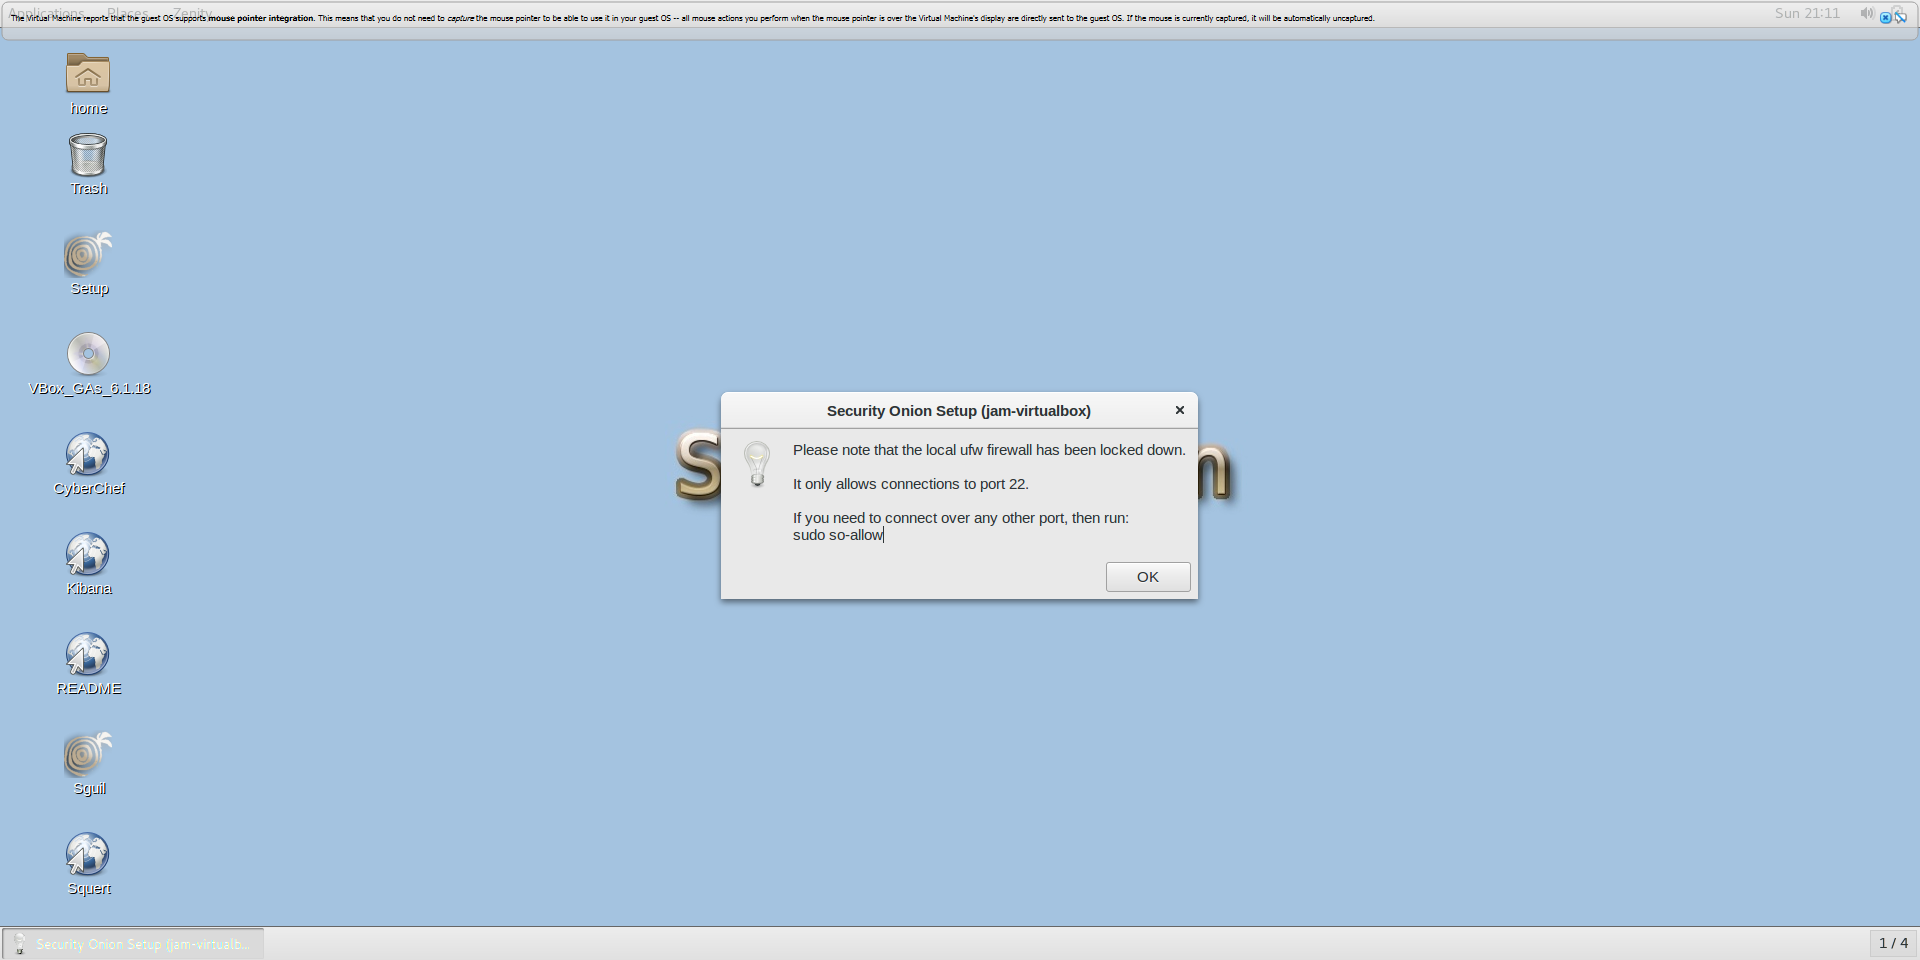 Applications Places Zenity
The Virtual Machine reports that the guest OS supports mouse pointer integration. This means that you do not need to capture the mouse pointer to be able to use it in your guest OS -- all mouse actions you perform when the mouse pointer is over the Virtual Machine's display are directly sent to the guest OS. If the mouse is currently captured, it will be automatically uncaptured.
Sun 21:11
home
Trash
Setup
VBox_GAs_6.1.18
CyberChef
Kibana
README
Sguil
Squert
S
n
Security Onion Setup (jam-virtualbox)
Please note that the local ufw firewall has been locked down.
It only allows connections to port 22.
If you need to connect over any other port, then run:
sudo so-allow
OK
Security Onion Setup (jam-virtualb...
1 / 4